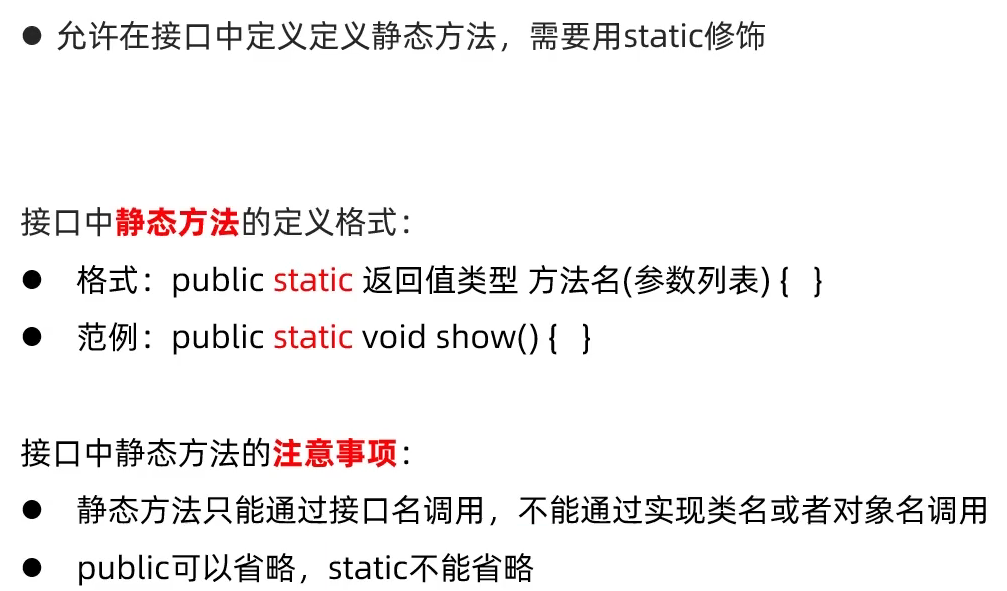 ● 允许在接口中定义定义静态方法，需要用static修饰
接口中静态方法的定义格式：
● 格式：public static 返回值类型 方法名(参数列表) { }
● 范例：public static void show() { }
接口中静态方法的注意事项：
● 静态方法只能通过接口名调用，不能通过实现类名或者对象名调用
● public可以省略，static不能省略